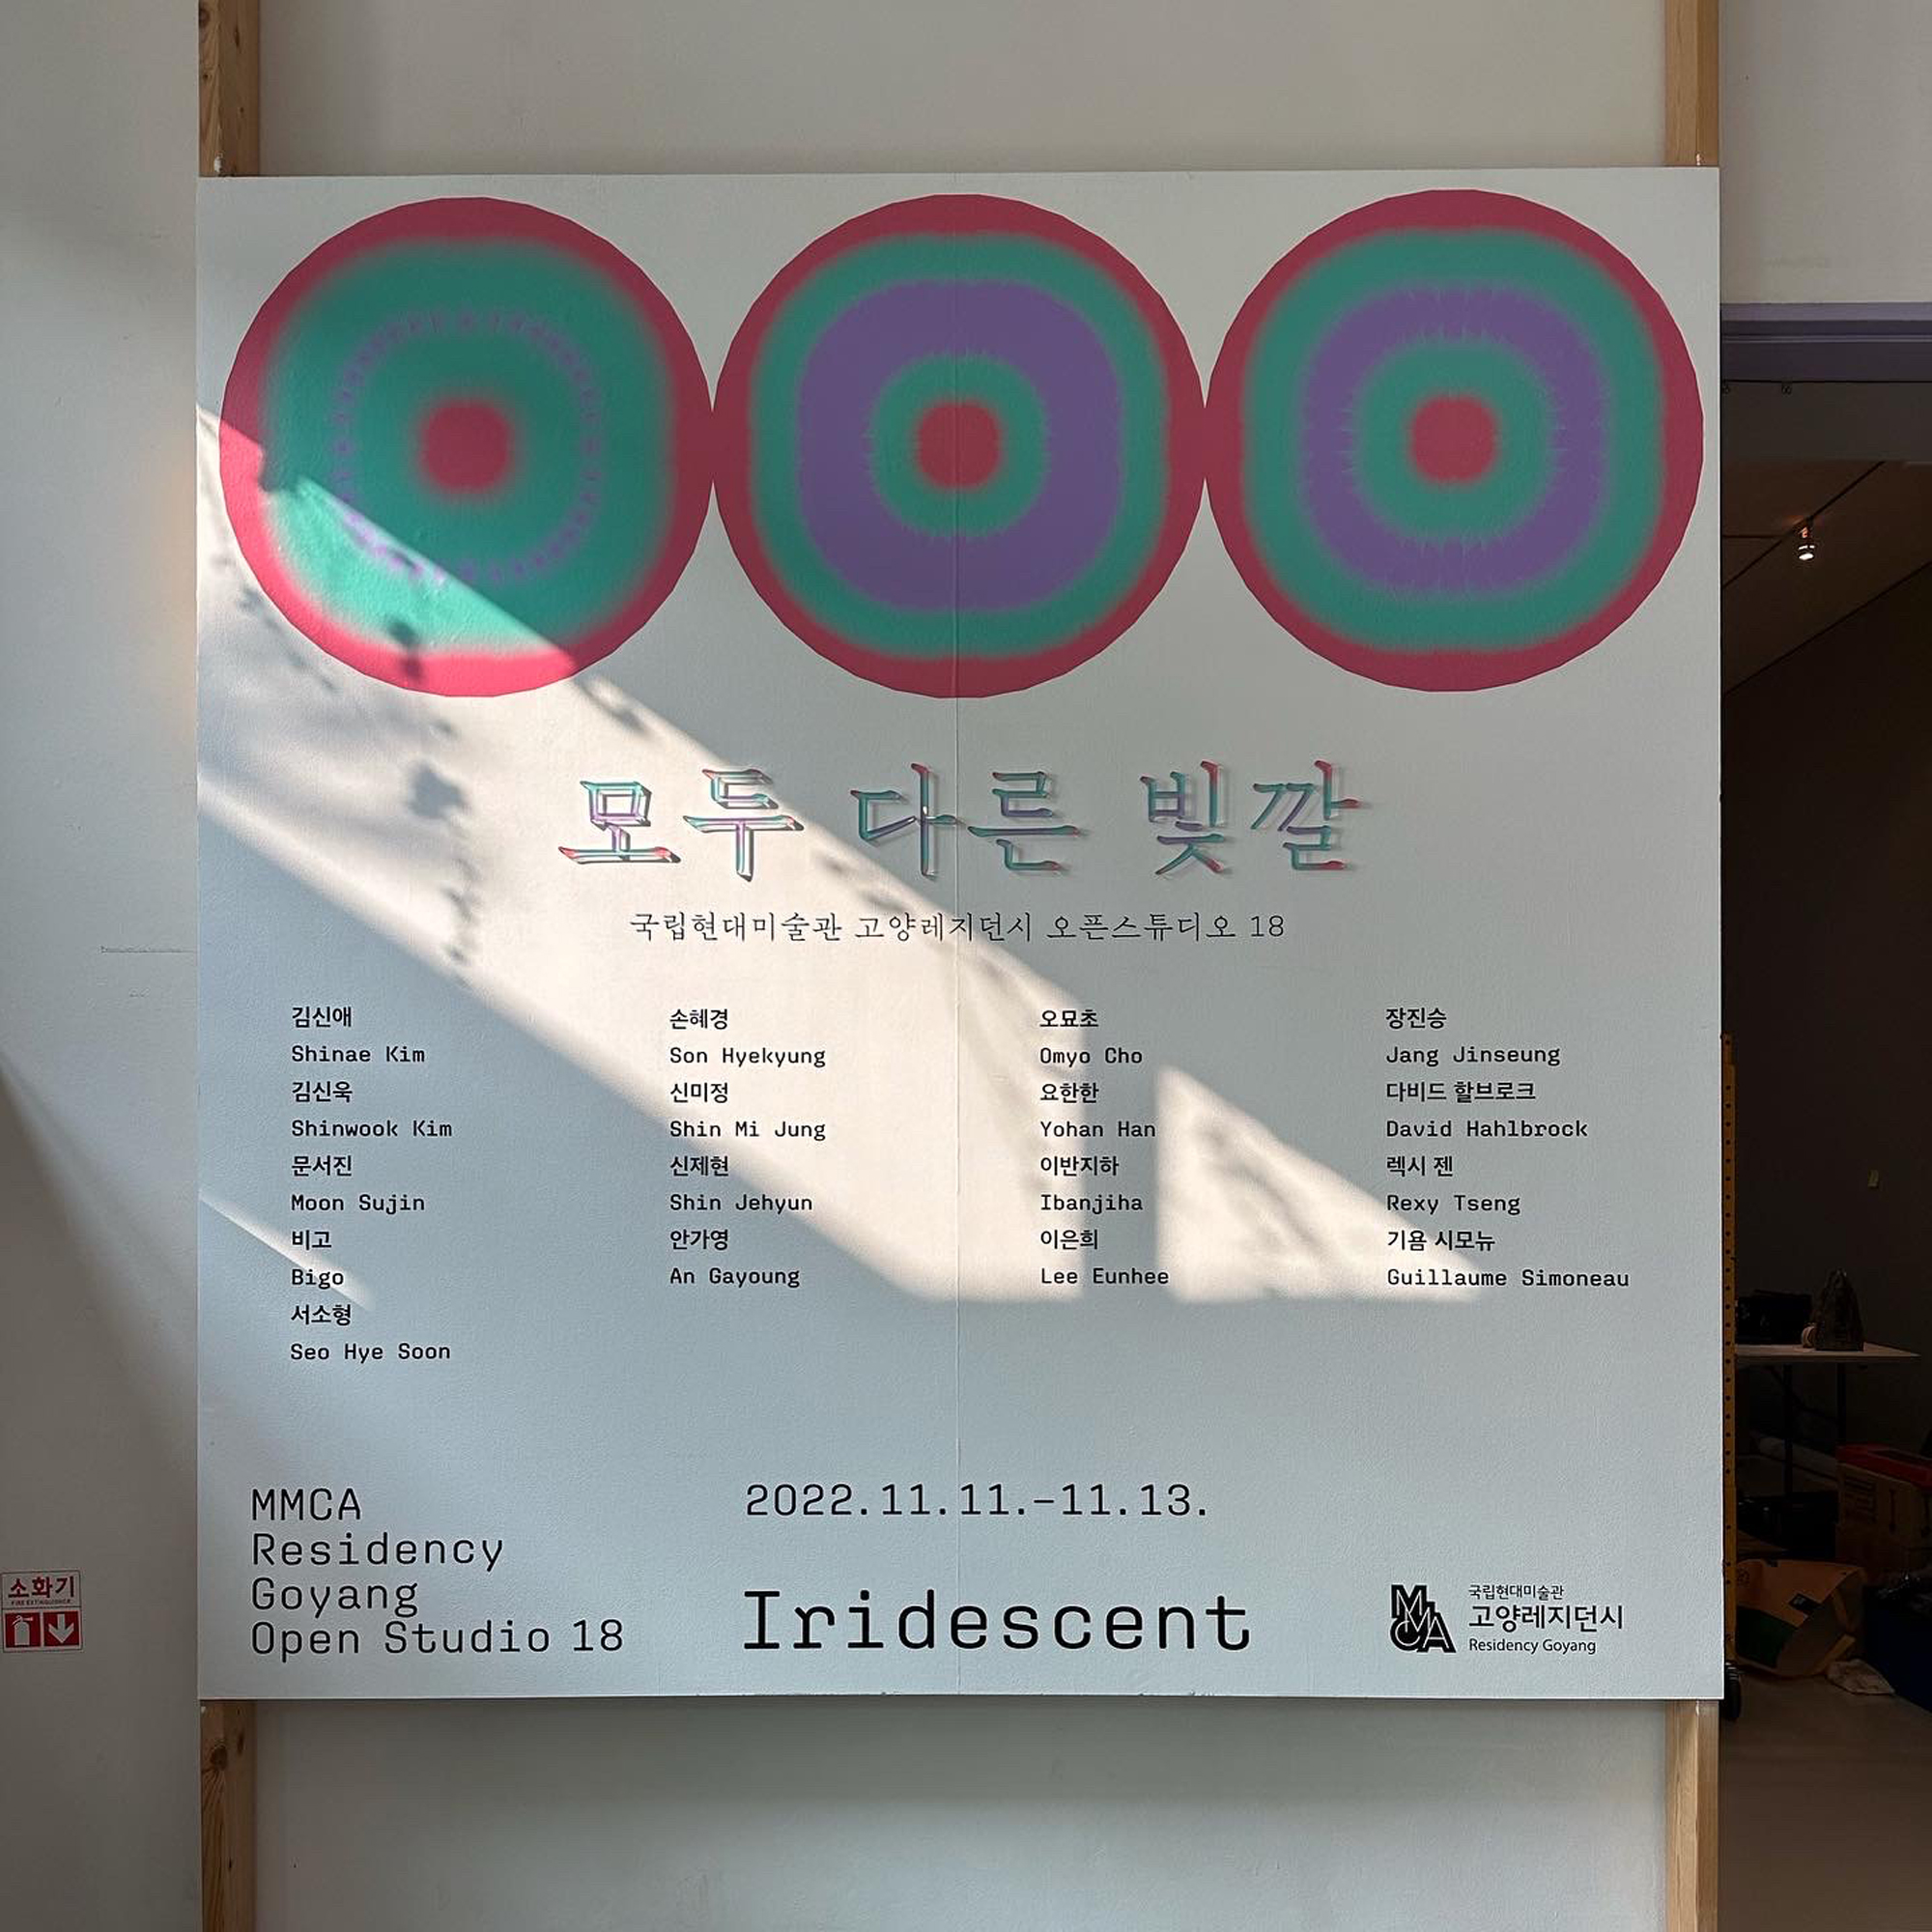 모두 다른 빛깔
국립현대미술관 고양레지던시 오픈스튜디오 18
김신애
Shinae Kim
김신욱
Shinwook Kim
문서진
Moon Sujin
비고
Bigo
서소형
Seo Hye Soon
손혜경
Son Hyekyung
신미정
Shin Mi Jung
신제현
Shin Jehyun
안가영
An Gayoung
오묘초
Omyo Cho
요한한
Yohan Han
이반지하
Ibanjiha
이은희
Lee Eunhee
장진승
Jang Jinseung
다비드 할브로크
David Hahlbrock
렉시 젠
Rexy Tseng
기욤 시모뉴
Guillaume Simoneau
MMCA
Residency
Goyang
Open Studio 18
2022.11.11.–11.13.
Iridescent
MMCA
국립현대미술관
고양레지던시
Residency Goyang
소화기
FIRE EXTINGUISHER